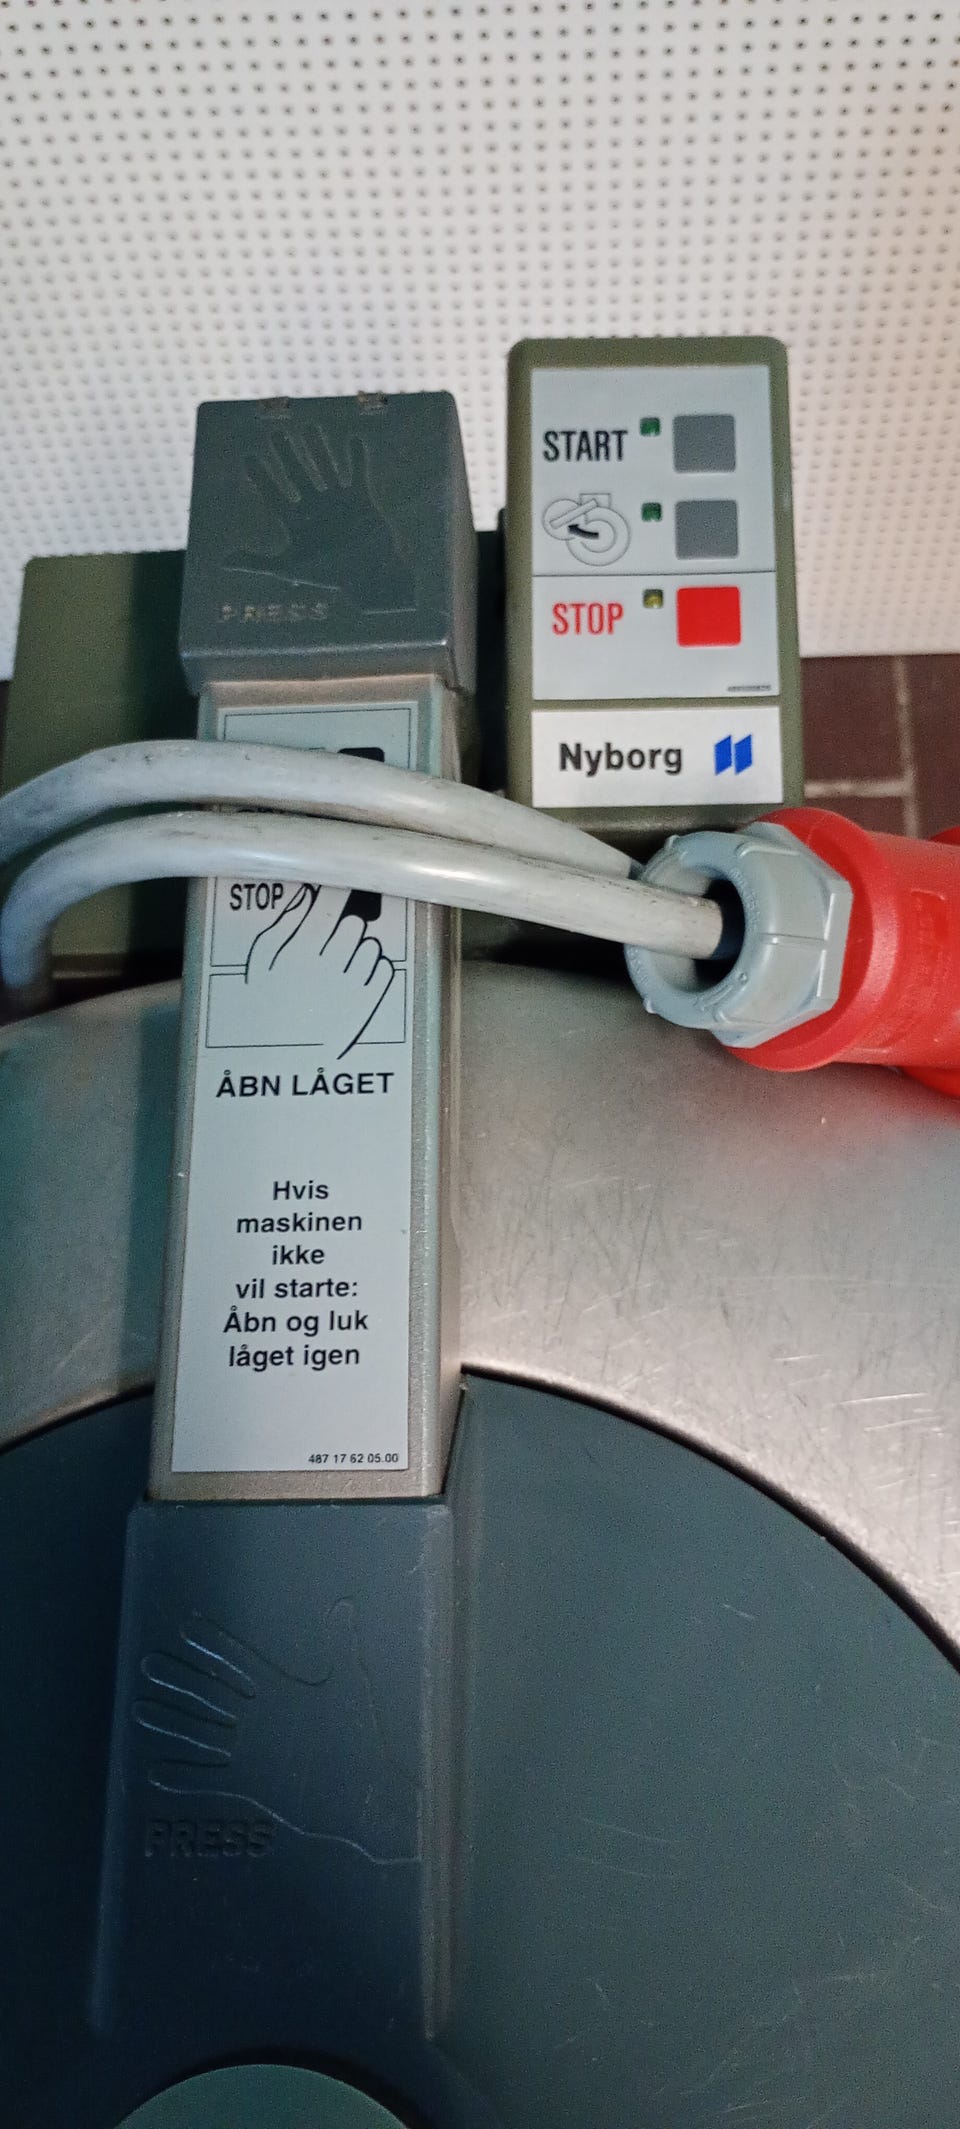 PRESS
START
STOP
Nyborg
STOP
ÅBN LÅGET
Hvis
maskinen
ikke
vil starte:
Åbn og luk
låget igen
487 17 62 05.00
PRESS